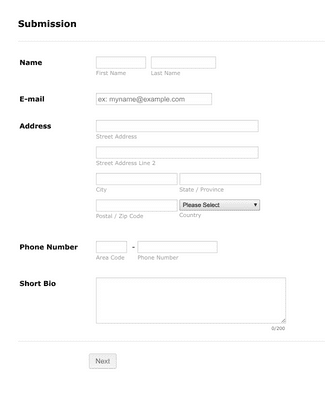 Submission
Name
First Name Last Name
E-mail ex: myname@example.com
Address
Street Address
Street Address Line 2
City State / Province
Please Select
Postal / Zip Code Country
Phone Number -
Area Code Phone Number
Short Bio
0/200
Next